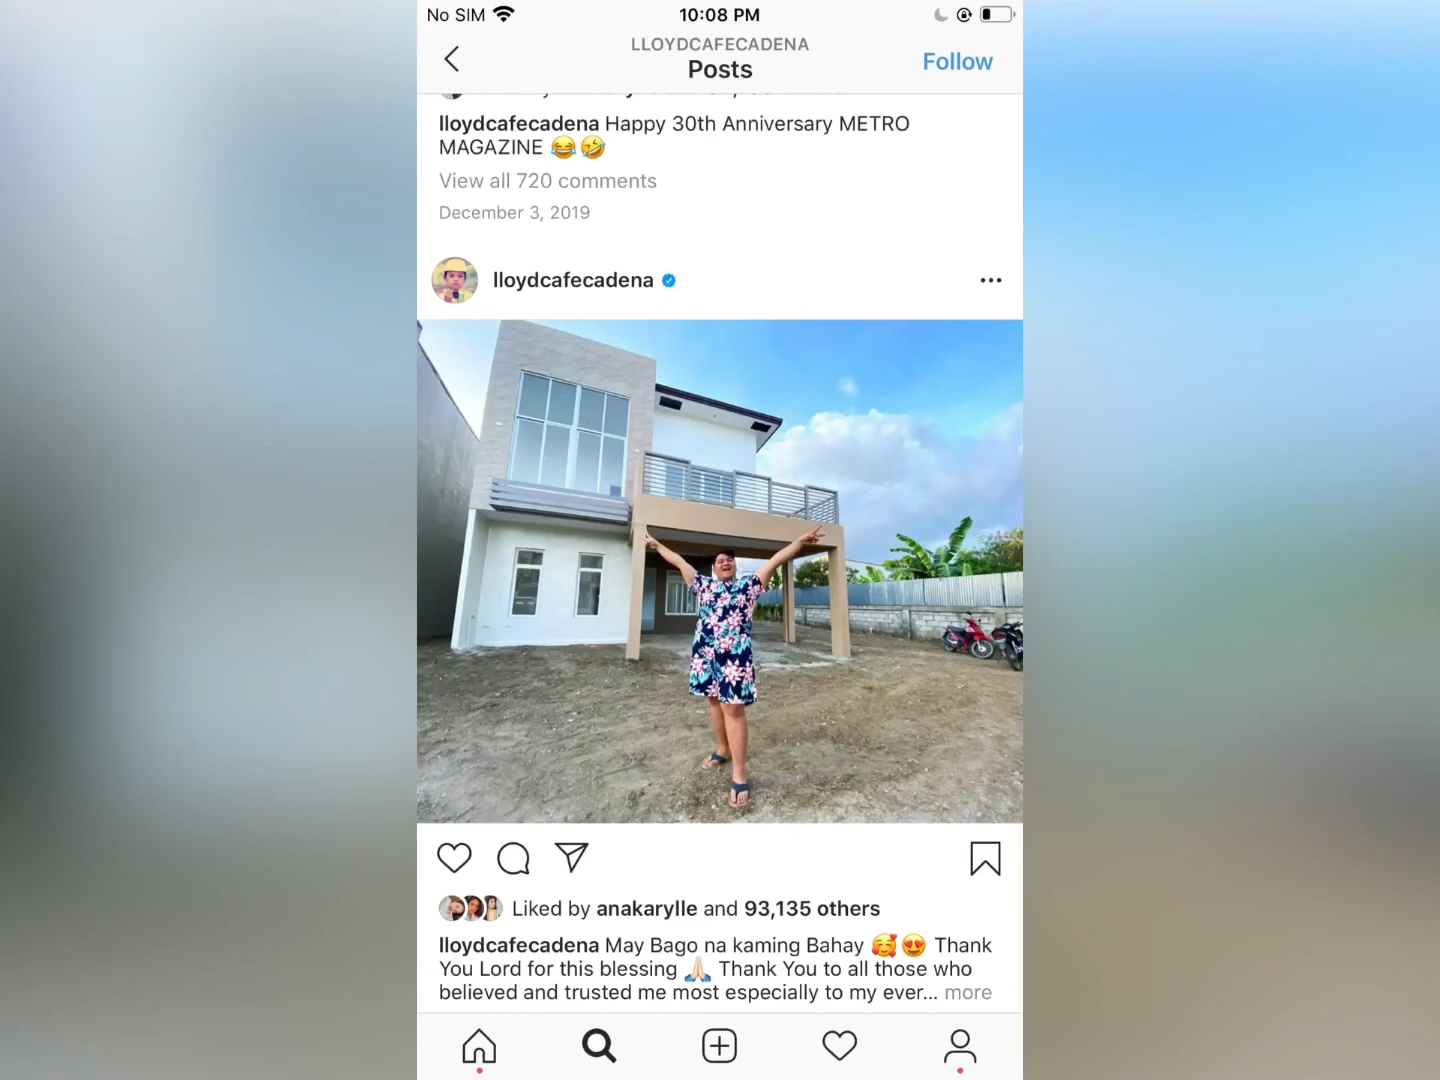 No SIM
10:08 PM
LLOYDCAFECADENA
Posts
Follow
lloydcafecadena Happy 30th Anniversary METRO
MAGAZINE 😂🤣
View all 720 comments
December 3, 2019
lloydcafecadena
Liked by anakarylle and 93,135 others
lloydcafecadena May Bago na kaming Bahay 🥰😍 Thank
You Lord for this blessing 🙏🏻 Thank You to all those who
believed and trusted me most especially to my ever... more